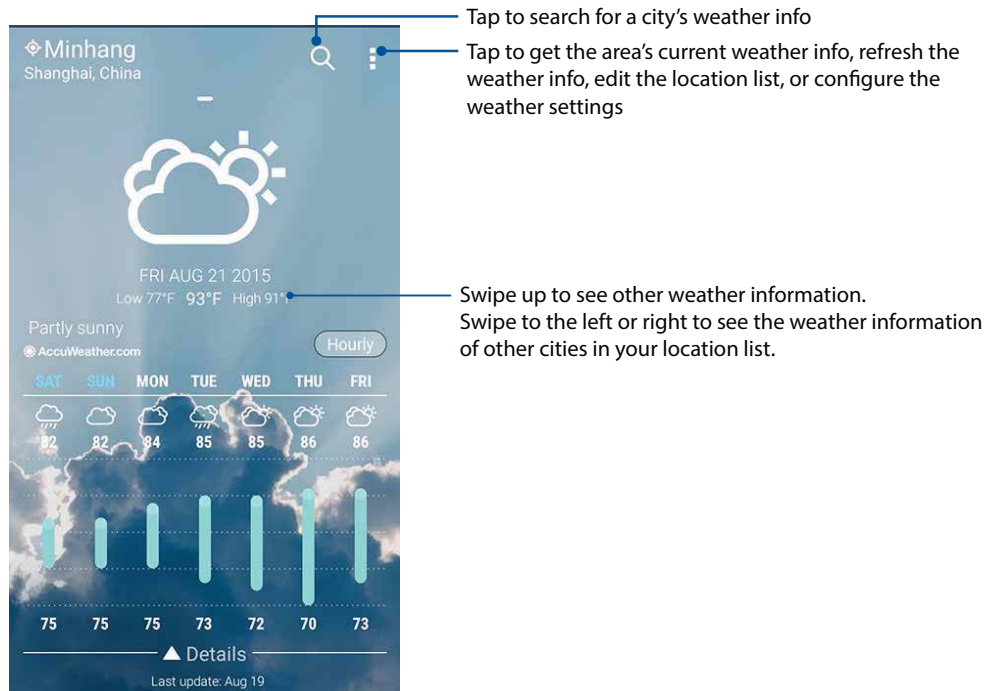 Tap to search for a city's weather info
Tap to get the area's current weather info, refresh the
weather info, edit the location list, or configure the
weather settings
Minhang
Shanghai, China
FRI AUG 21 2015
Low 77°F 93°F High 91°F
Swipe up to see other weather information.
Swipe to the left or right to see the weather information
of other cities in your location list.
Partly sunny
AccuWeather.com
Hourly
SAT SUN MON TUE WED THU FRI
82 82 84 85 85 86 86
75 75 75 73 72 70 73
Details
Last update: Aug 19